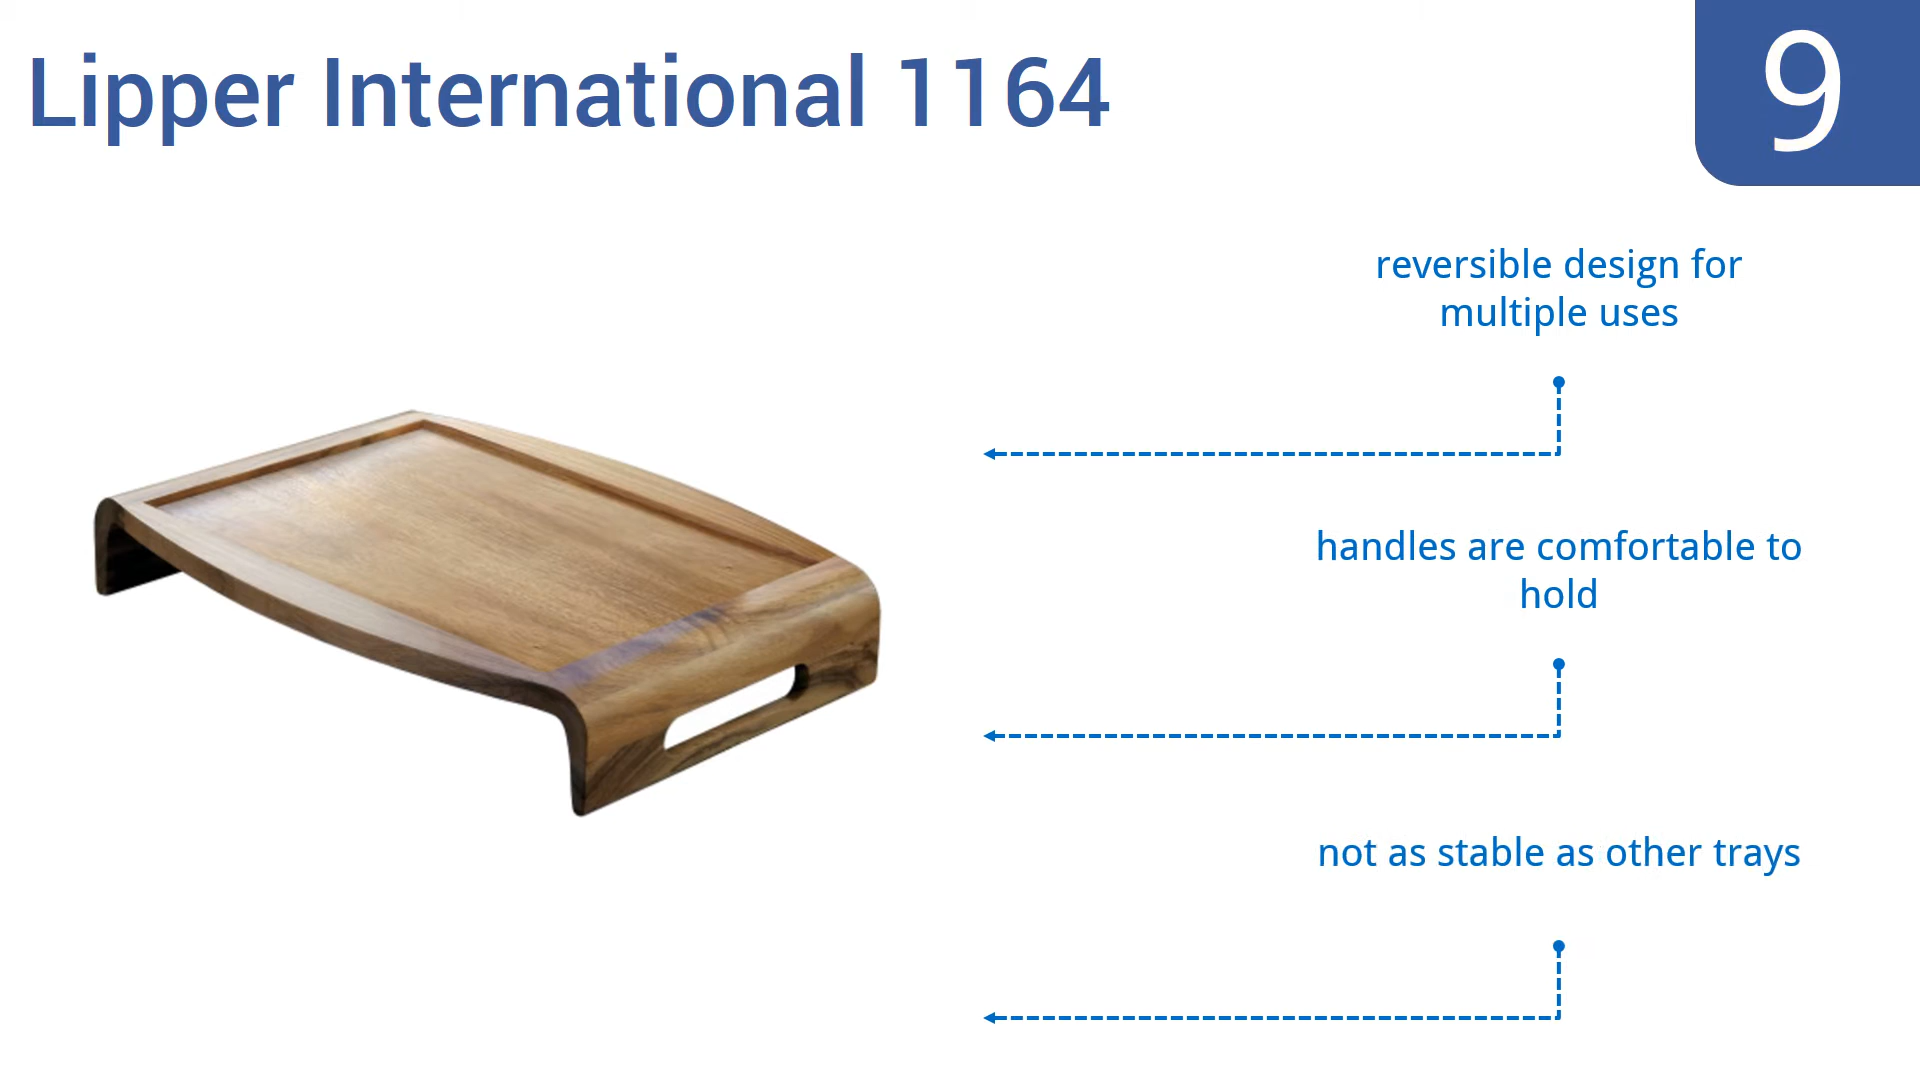 Lipper International 1164
9
reversible design for
multiple uses
handles are comfortable to
hold
not as stable as other trays